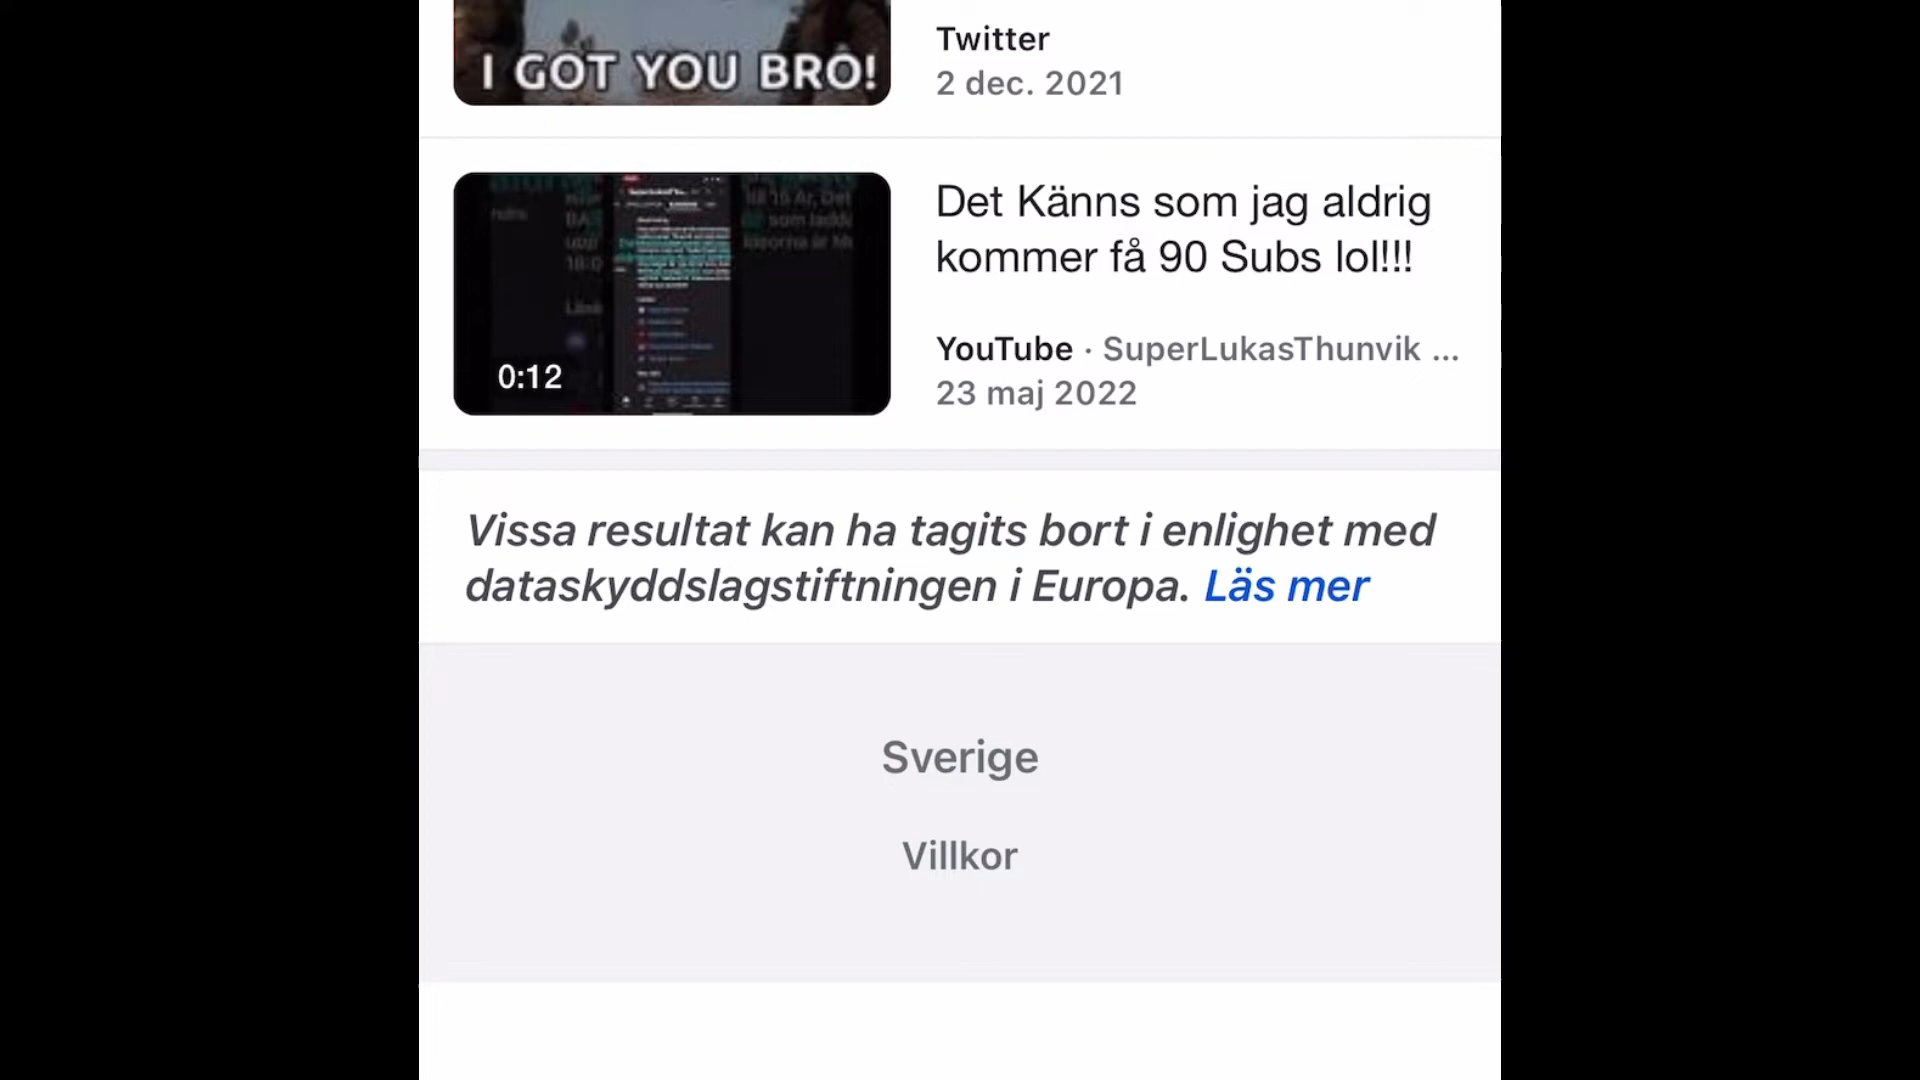 I GOT YOU BRO!
Twitter
2 dec. 2021
Det Känns som jag aldrig
kommer få 90 Subs lol!!!
YouTube · SuperLukasThunvik ...
23 maj 2022
0:12
Vissa resultat kan ha tagits bort i enlighet med
dataskyddslagstiftningen i Europa. Läs mer
Sverige
Villkor